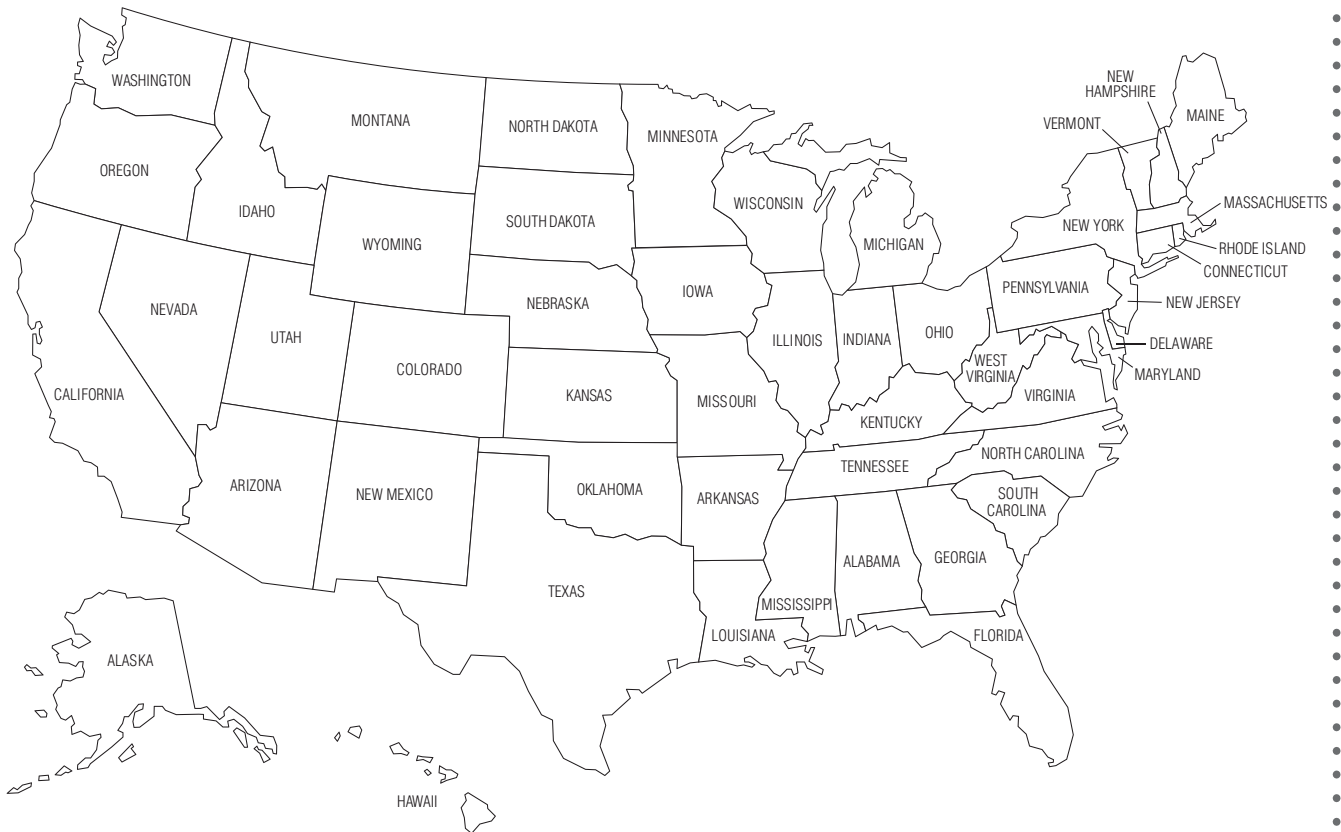 WASHINGTON
MONTANA
NORTH DAKOTA
MINNESOTA
NEW
HAMPSHIRE
VERMONT
MAINE
OREGON
IDAHO
WYOMING
SOUTH DAKOTA
WISCONSIN
MICHIGAN
NEW YORK
MASSACHUSETTS
RHODE ISLAND
CONNECTICUT
NEVADA
UTAH
COLORADO
NEBRASKA
IOWA
ILLINOIS
INDIANA
OHIO
PENNSYLVANIA
NEW JERSEY
DELAWARE
MARYLAND
WEST
VIRGINIA
VIRGINIA
CALIFORNIA
KANSAS
MISSOURI
KENTUCKY
ARIZONA
NEW MEXICO
OKLAHOMA
ARKANSAS
TENNESSEE
NORTH CAROLINA
SOUTH
CAROLINA
TEXAS
LOUISIANA
MISSISSIPPI
ALABAMA
GEORGIA
FLORIDA
ALASKA
HAWAII